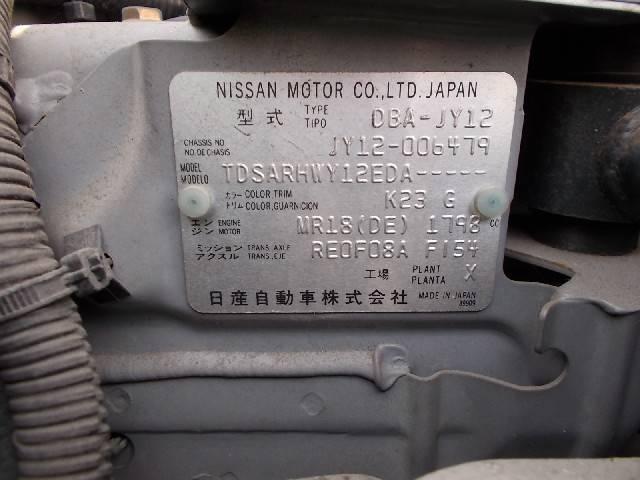 NISSAN MOTOR CO.,LTD. JAPAN
型式 TYPE TIPO DBA-JY12
CHASSIS NO NO.DE CHASIS JY12-006479
MODEL MODELO TDSARHWY12EDA-----
カラー COLOR,TRIM トリム COLOR,GUARNICION K23 G
エンジン ENGINE MOTOR MR18(DE) 1798 CC
ミッション アクスル TRANS.AXLE TRANS.EJE RE0F08A F154
工場 PLANT PLANTA X
日産自動車株式会社 MADE IN JAPAN